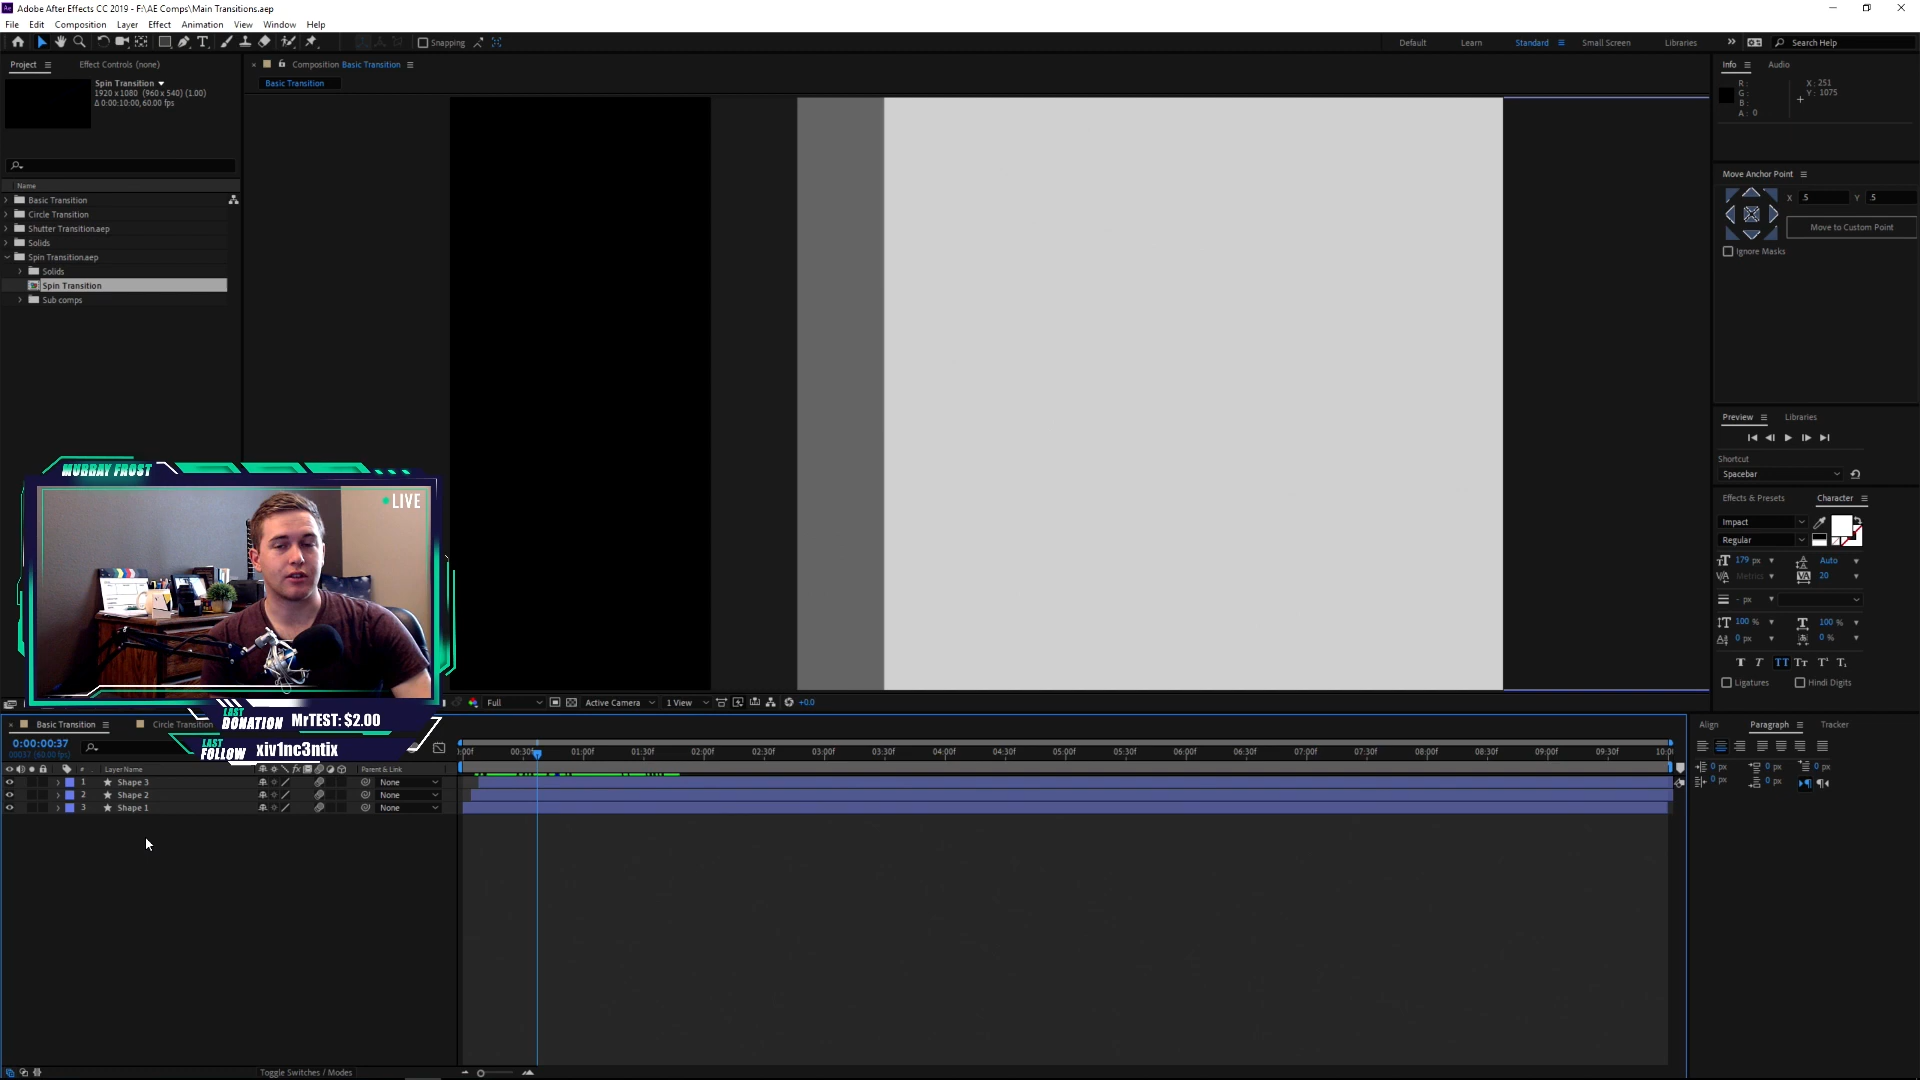 Adobe After Effects CC 2019 - F:\AE Comps\Main Transitions.aep
File Edit Composition Layer Effect Animation View Window Help
Snapping
Default Learn Standard Small Screen Libraries Search Help
Project Effect Controls (none)
Composition Basic Transition
Info Audio
Spin Transition
1920 x 1080 (960 x 540) (1.00)
Δ 0:00:10:00, 60.00 fps
Basic Transition
R:
G:
B:
A: 0
X: 251
Y: 1075
Move Anchor Point
X .5 Y .5
Move to Custom Point
Ignore Masks
Name
Basic Transition
Circle Transition
Shutter Transition.aep
Solids
Spin Transition.aep
Solids
Spin Transition
Sub comps
Preview Libraries
Shortcut
Spacebar
Effects & Presets Character
Impact
Regular
179 px Auto
Metrics 20
- px
100 % 100 %
0 px 0 %
Ligatures Hindi Digits
MURRAY FROST
LIVE
LAST DONATION MrTEST: $2.00
LAST FOLLOW xiv1nc3ntix
Full Active Camera 1 View +0.0
Basic Transition Circle Transition
0:00:00:37
00037 (60.00 fps)
:00f 00:30f 01:00f 01:30f 02:00f 02:30f 03:00f 03:30f 04:00f 04:30f 05:00f 05:30f 06:00f 06:30f 07:00f 07:30f 08:00f 08:30f 09:00f 09:30f 10:0
# Layer Name Parent & Link
1 Shape 3 None
2 Shape 2 None
3 Shape 1 None
Align Paragraph Tracker
0 px 0 px 0 px
0 px 0 px
Toggle Switches / Modes